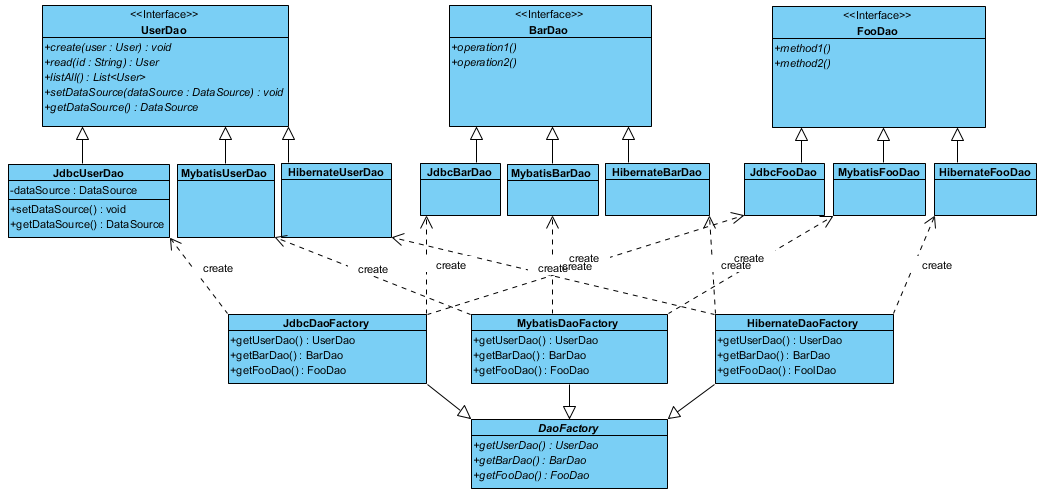 <<Interface>>
UserDao
+create(user : User) : void
+read(id : String) : User
+listAll() : List<User>
+setDataSource(dataSource : DataSource) : void
+getDataSource() : DataSource
<<Interface>>
BarDao
+operation1()
+operation2()
<<Interface>>
FooDao
+method1()
+method2()
JdbcUserDao
-dataSource : DataSource
+setDataSource() : void
+getDataSource() : DataSource
MybatisUserDao
HibernateUserDao
JdbcBarDao
MybatisBarDao
HibernateBarDao
JdbcFooDao
MybatisFooDao
HibernateFooDao
create
create
create
create
create
create
create
create
create
JdbcDaoFactory
+getUserDao() : UserDao
+getBarDao() : BarDao
+getFooDao() : FooDao
MybatisDaoFactory
+getUserDao() : UserDao
+getBarDao() : BarDao
+getFooDao() : FooDao
HibernateDaoFactory
+getUserDao() : UserDao
+getBarDao() : BarDao
+getFooDao() : FoolDao
DaoFactory
+getUserDao() : UserDao
+getBarDao() : BarDao
+getFooDao() : FooDao